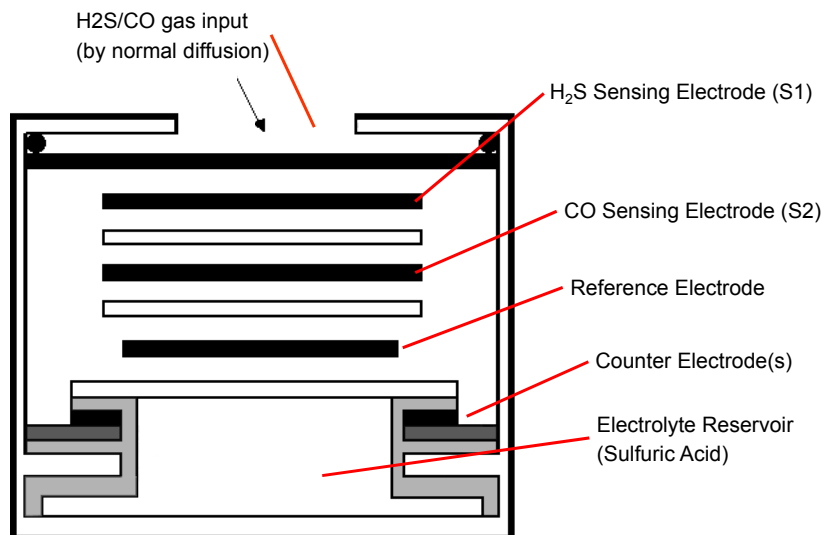 H2S/CO gas input
(by normal diffusion)
H₂S Sensing Electrode (S1)
CO Sensing Electrode (S2)
Reference Electrode
Counter Electrode(s)
Electrolyte Reservoir
(Sulfuric Acid)